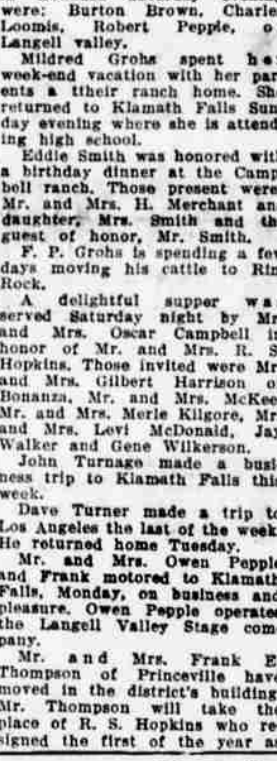 were: Burton Brown, Charle
Loomis, Robert Pepple, o
Langell valley.
Mildred Grohs spent he
week-end vacation with her par
ents a ttheir ranch home. She
returned to Klamath Falls Sun
day evening where she is attend
ing high school.
Eddie Smith was honored with
a birthday dinner at the Camp
bell ranch. Those present were
Mr. and Mrs. H. Merchant an
daughter, Mrs. Smith and th
guest of honor, Mr. Smith.
F. P. Grohs is spending a few
days moving his cattle to Rim
Rock.
A delightful supper wa
served Saturday night by Mr
and Mrs. Oscar Campbell in
honor of Mr. and Mrs. R. S
Hopkins. Those invited were Mr
and Mrs. Gilbert Harrison o
Bonanza, Mr. and Mrs. McKee
Mr. and Mrs. Merle Kilgore, Mr
and Mrs. Levi McDonald, Jay
Walker and Gene Wilkerson.
John Turnage made a busi
ness trip to Klamath Falls this
week.
Dave Turner made a trip to
Los Angeles the last of the week
He returned home Tuesday.
Mr. and Mrs. Owen Pepple
and Frank motored to Klamath
Falls, Monday, on business and
pleasure. Owen Pepple operates
the Langell Valley Stage com
pany.
Mr. and Mrs. Frank E
Thompson of Princeville have
moved in the district's building
Mr. Thompson will take the
place of R. S. Hopkins who re
signed the first of the year as